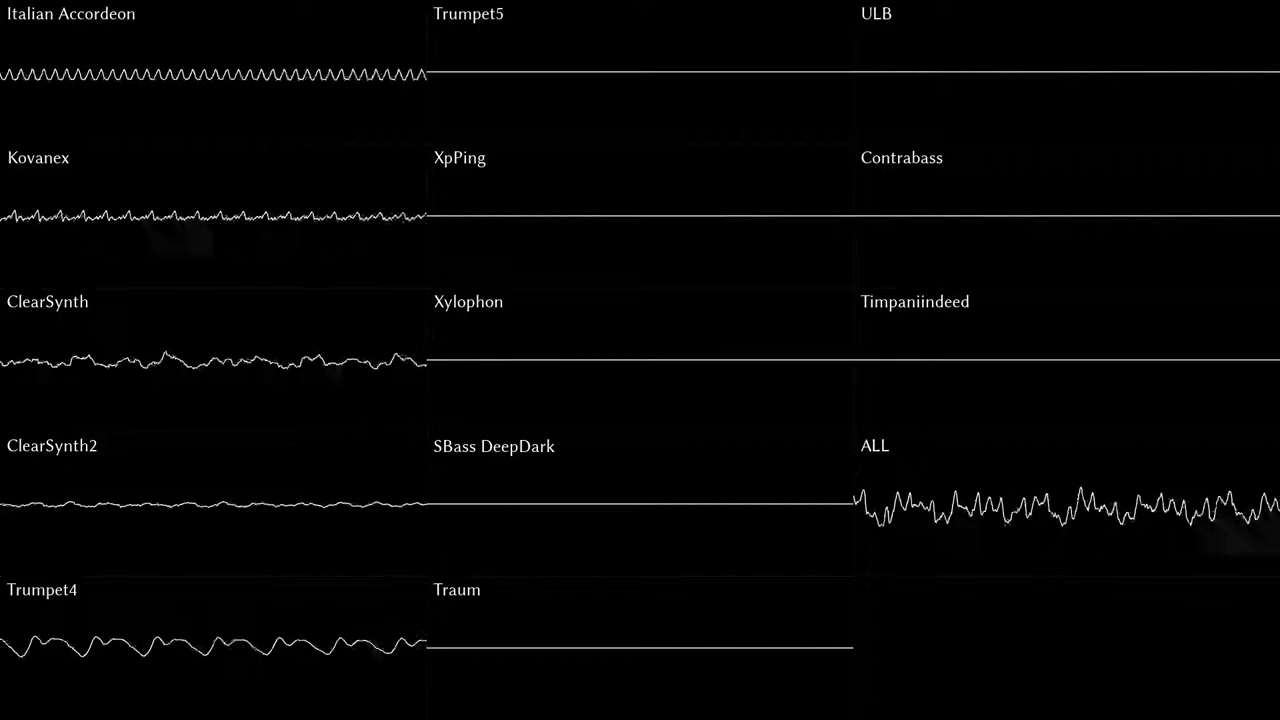 Italian Accordeon
Trumpet5
ULB
Kovanex
XpPing
Contrabass
ClearSynth
Xylophon
Timpaniindeed
ClearSynth2
SBass DeepDark
ALL
Trumpet4
Traum